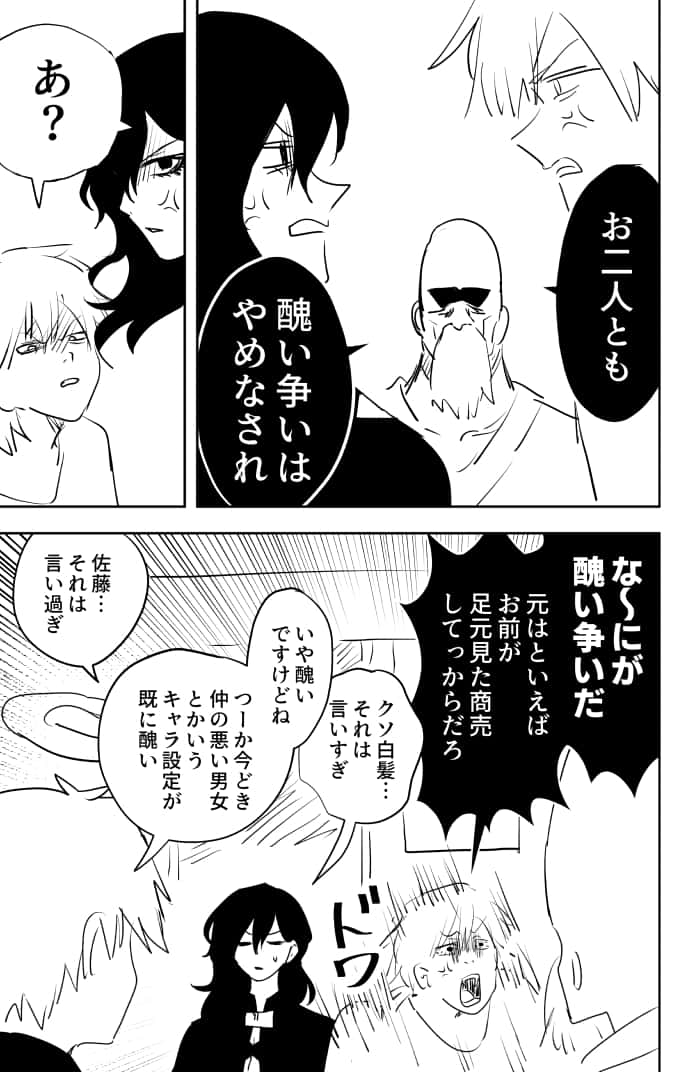 お二人とも
醜い争いは
やめなされ
あ?
な〜にが
醜い争いだ
元はといえば
お前が
足元見た商売
してっからだろ
クソ白髪…
それは
言いすぎ
いや醜い
ですけどね
つーか今どき
仲の悪い男女
とかいう
キャラ設定が
既に醜い
佐藤…
それは
言い過ぎ
ドワ